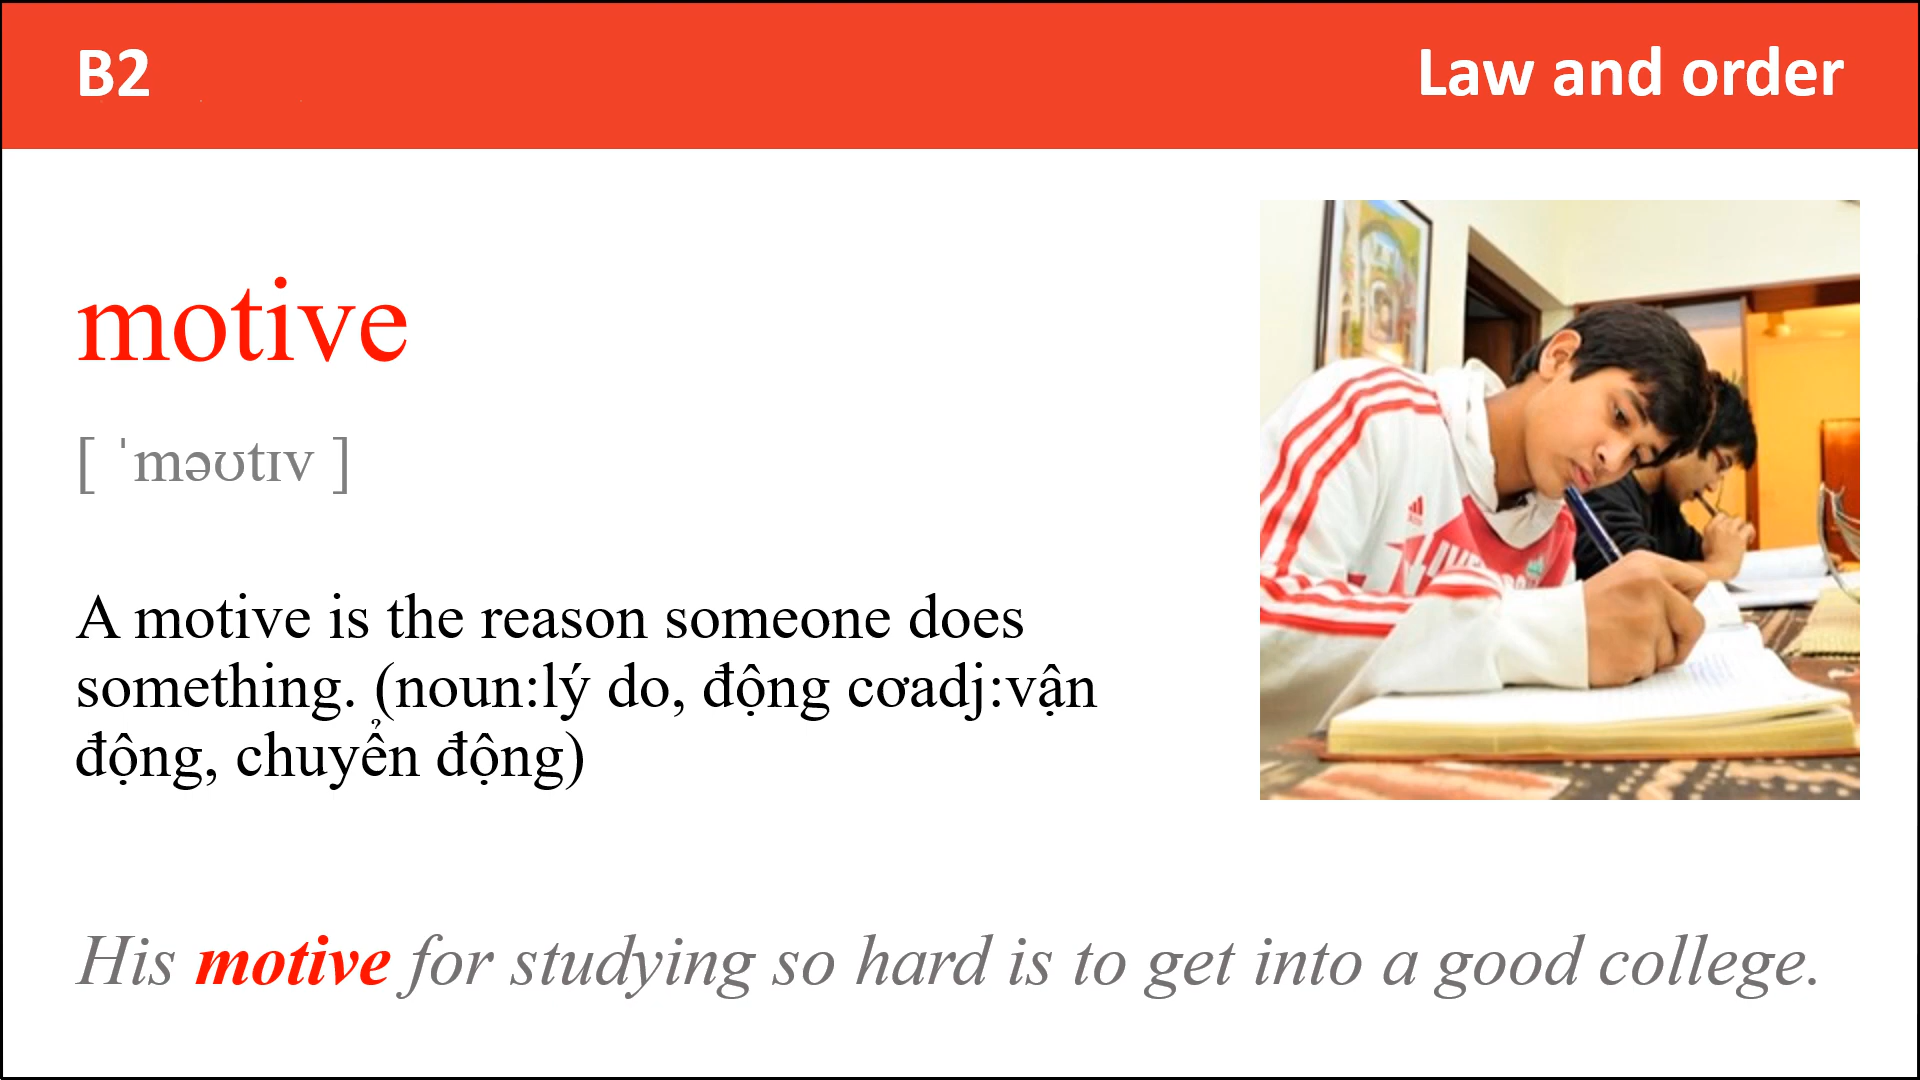 B2
Law and order
motive
[ ˈməʊtɪv ]
A motive is the reason someone does
something. (noun:lý do, động cơadj:vận
động, chuyển động)
His motive for studying so hard is to get into a good college.